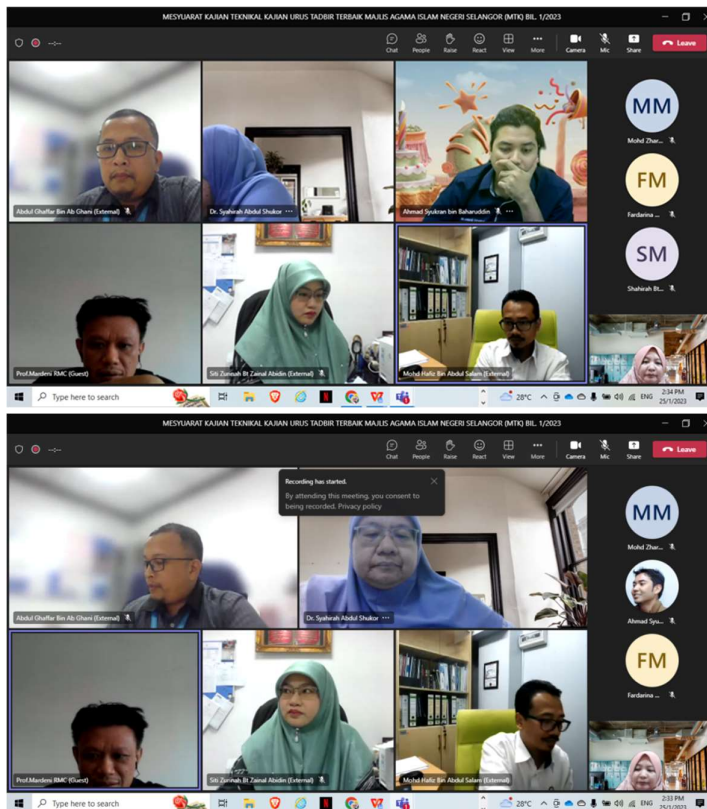 MESYUARAT KAJIAN TEKNIKAL KAJIAN URUS TADBIR TERBAIK MAJLIS AGAMA ISLAM NEGERI SELANGOR (MTK) BIL. 1/2023
--:--
Chat People Raise React View More Camera Mic Share Leave
MM
Mohd Zhar...
FM
Fardarina ...
SM
Shahirah Bt...
Abdul Ghaffar Bin Ab Ghani (External)
Dr. Syahirah Abdul Shukor ...
Ahmad Syukran bin Baharuddin ...
Prof.Mardeni RMC (Guest)
Siti Zunnah Bt Zainal Abidin (External)
Mohd Hafiz Bin Abdul Salam (External)
Type here to search
28°C
ENG
2:34 PM
25/1/2023
MESYUARAT KAJIAN TEKNIKAL KAJIAN URUS TADBIR TERBAIK MAJLIS AGAMA ISLAM NEGERI SELANGOR (MTK) BIL. 1/2023
--:--
Chat People Raise React View More Camera Mic Share Leave
Recording has started.
By attending this meeting, you consent to
being recorded. Privacy policy
MM
Mohd Zhar...
Ahmad Syu...
FM
Fardarina ...
Abdul Ghaffar Bin Ab Ghani (External)
Dr. Syahirah Abdul Shukor ...
Prof.Mardeni RMC (Guest)
Siti Zunnah Bt Zainal Abidin (External)
Mohd Hafiz Bin Abdul Salam (External)
Type here to search
28°C
ENG
2:33 PM
25/1/2023